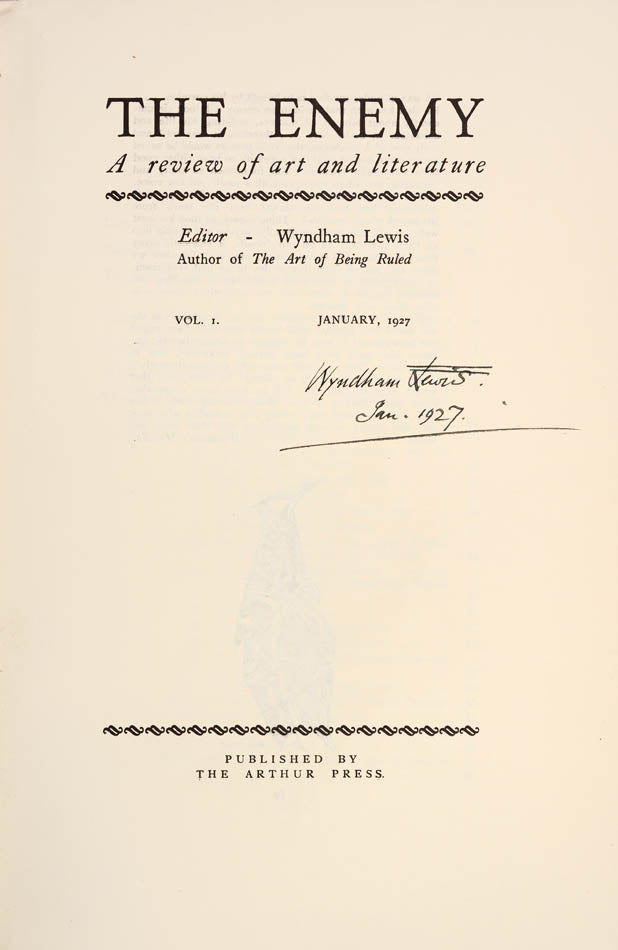 THE ENEMY
A review of art and literature
Editor - Wyndham Lewis
Author of The Art of Being Ruled
VOL. 1. JANUARY, 1927
Wyndham Lewis.
Jan. 1927.
PUBLISHED BY
THE ARTHUR PRESS.